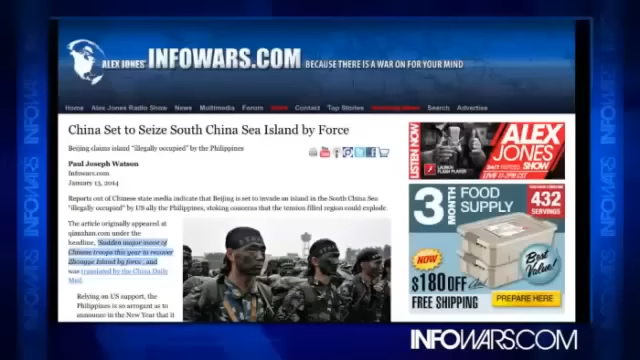 ALEX JONES' INFOWARS.COM BECAUSE THERE IS A WAR ON FOR YOUR MIND
Home Alex Jones Radio Show News Multimedia Forum Contact Top Stories Search Advertise
China Set to Seize South China Sea Island by Force
Beijing claims island "illegally occupied" by the Philippines
Paul Joseph Watson
Infowars.com
January 13, 2014
Reports out of Chinese state media indicate that Beijing is set to invade an island in the South China Sea
"illegally occupied" by US ally the Philippines, stoking concerns that the tension filled region could explode.
The article originally appeared at
qianzhan.com under the
headline, 'Sudden major move of
Chinese troops this year to recover
Zhongye Island by force', and
was translated by the China Daily
Mail.
Relying on US support, the
Philippines is so arrogant as to
announce in the New Year that it
LISTEN NOW
LAUNCH
FLASH PLAYER
ALEX
JONES
SHOW
3
MONTH
FOOD
SUPPLY
432
SERVINGS
NOW
$180 OFF
FREE SHIPPING
Best
Value!
PREPARE HERE
INFOWARS.COM
INFOWARS
INFOWARS